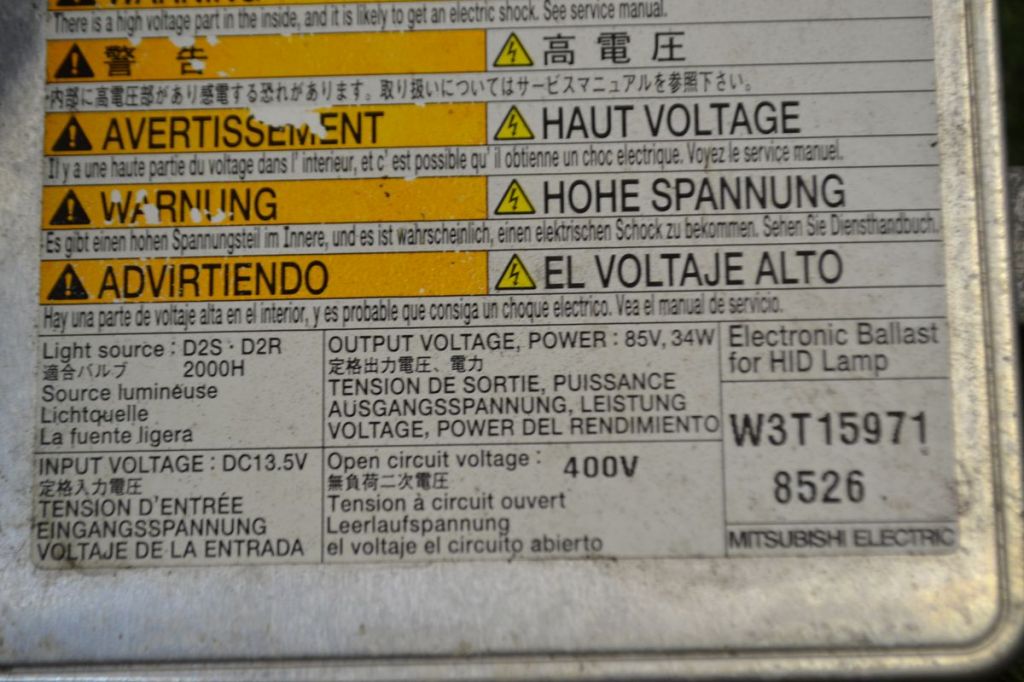 WARNING
There is a high voltage part in the inside, and it is likely to get an electric shock. See service manual.
警 告
高 電 圧
内部に高電圧部があり感電する恐れがあります。取り扱いについてはサービスマニュアルを参照下さい。
AVERTISSEMENT
HAUT VOLTAGE
Il y a une haute partie du voltage dans l' interieur, et c' est possible qu' il obtienne un choc electrique. Voyez le service manuel.
WARNUNG
HOHE SPANNUNG
Es gibt einen hohen Spannungsteil im Innere, und es ist wahrscheinlich, einen elektrischen Schock zu bekommen. Sehen Sie Diensthandbuch.
ADVIRTIENDO
EL VOLTAJE ALTO
Hay una parte de voltaje alta en el interior, y es probable que consiga un choque electrico. Vea el manual de servicio.
Light source : D2S · D2R
適合バルブ 2000H
Source lumineuse
Lichtquelle
La fuente ligera
OUTPUT VOLTAGE, POWER : 85V, 34W
定格出力電圧、電力
TENSION DE SORTIE, PUISSANCE
AUSGANGSSPANNUNG, LEISTUNG
VOLTAGE, POWER DEL RENDIMIENTO
Electronic Ballast
for HID Lamp
INPUT VOLTAGE : DC13.5V
定格入力電圧
TENSION D'ENTRÉE
EINGANGSSPANNUNG
VOLTAJE DE LA ENTRADA
Open circuit voltage : 400V
無負荷二次電圧
Tension à circuit ouvert
Leerlaufspannung
el voltaje el circuito abierto
W3T15971
8526
MITSUBISHI ELECTRIC